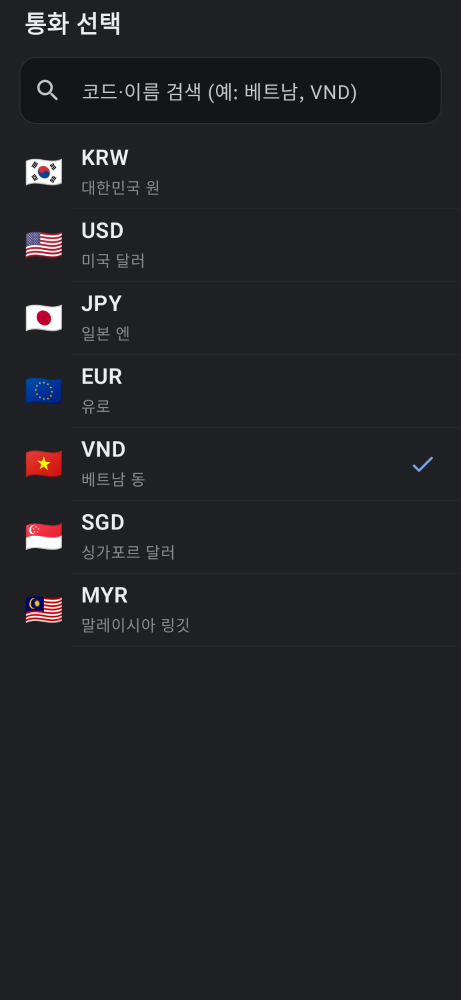 통화 선택
코드·이름 검색 (예: 베트남, VND)
KRW
대한민국 원
USD
미국 달러
JPY
일본 엔
EUR
유로
VND
베트남 동
SGD
싱가포르 달러
MYR
말레이시아 링깃